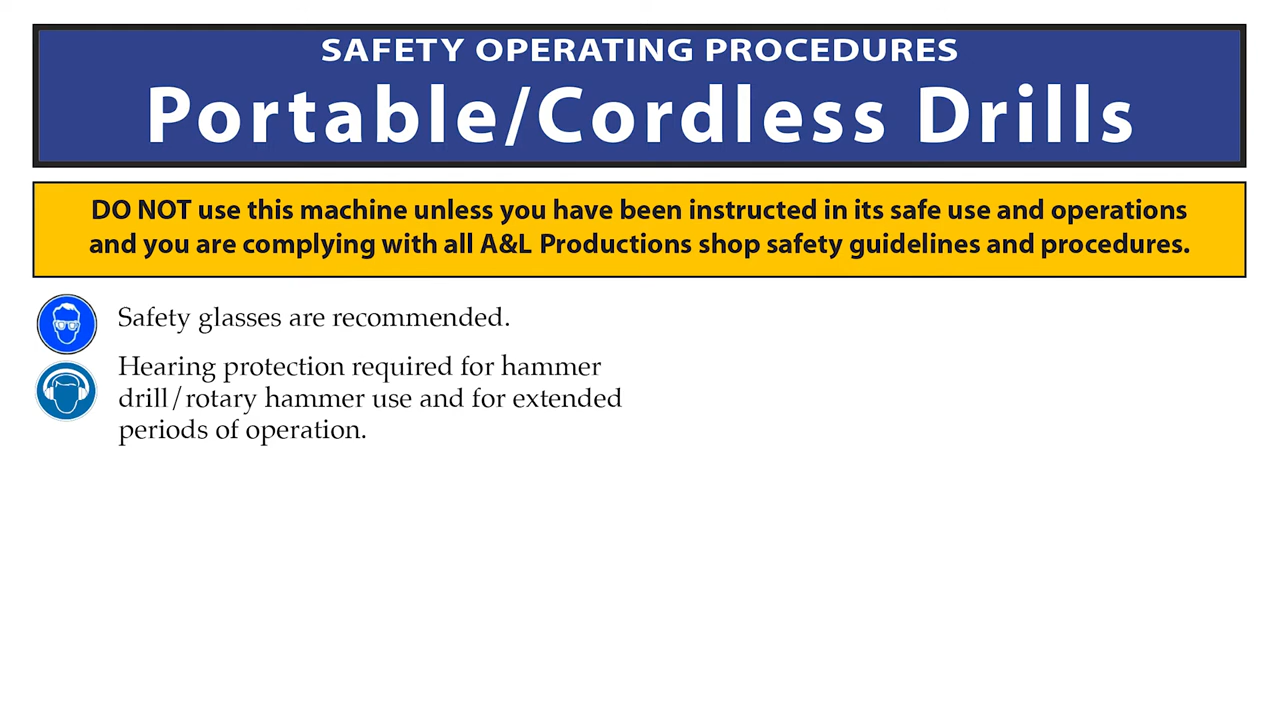 SAFETY OPERATING PROCEDURES
Portable/Cordless Drills
DO NOT use this machine unless you have been instructed in its safe use and operations
and you are complying with all A&L Productions shop safety guidelines and procedures.
Safety glasses are recommended.
Hearing protection required for hammer
drill/rotary hammer use and for extended
periods of operation.